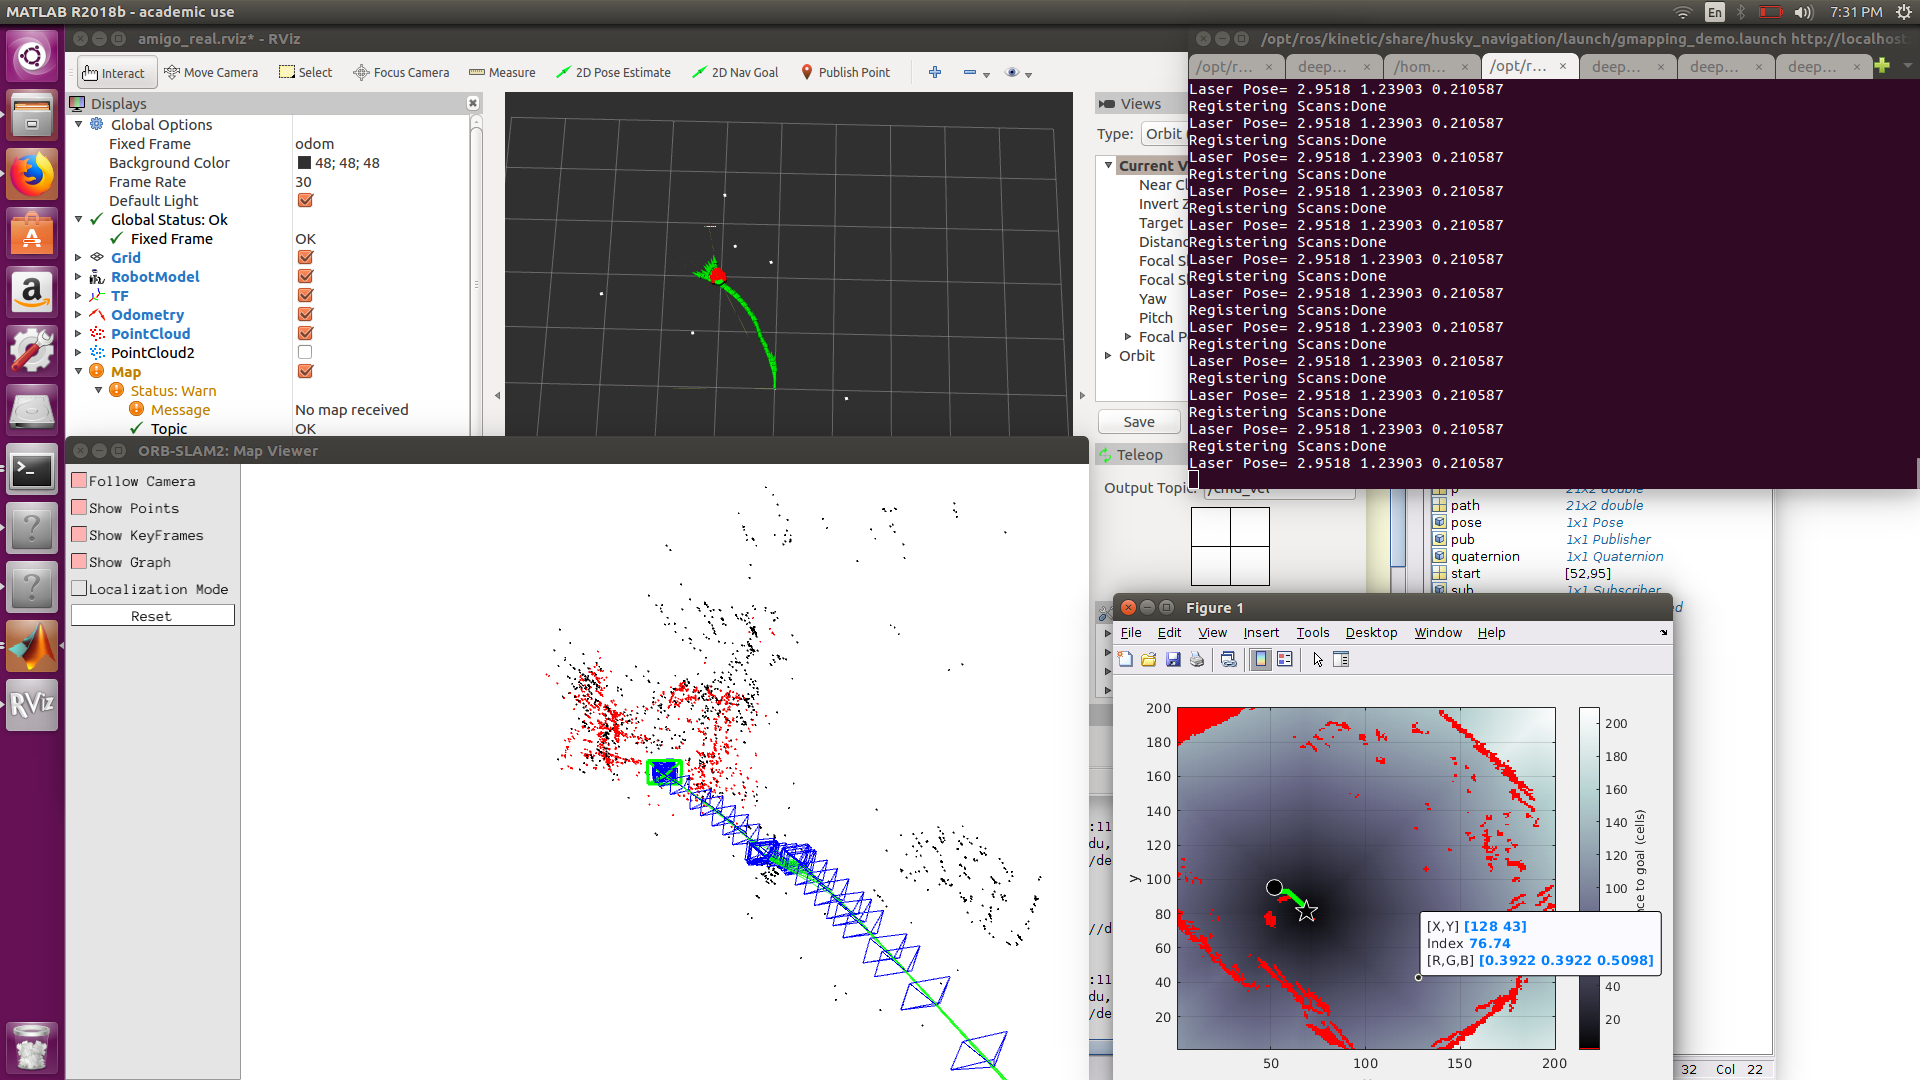 MATLAB R2018b - academic use
En
7:31 PM
amigo_real.rviz* - RViz
Interact
Move Camera
Select
Focus Camera
Measure
2D Pose Estimate
2D Nav Goal
Publish Point
Displays
Global Options
Fixed Frame odom
Background Color 48; 48; 48
Frame Rate 30
Default Light
Global Status: Ok
Fixed Frame OK
Grid
RobotModel
TF
Odometry
PointCloud
PointCloud2
Map
Status: Warn
Message No map received
Topic OK
Views
Type: Orbit
Current V
Near Cl
Invert Z
Target
Distanc
Focal S
Focal S
Yaw
Pitch
Focal P
Orbit
Save
Teleop
Output Topic: /cmd_vel
/opt/ros/kinetic/share/husky_navigation/launch/gmapping_demo.launch http://localhost:
/opt/r... × deep... × /hom... × /opt/r... × deep... × deep... × deep... ×
Laser Pose= 2.9518 1.23903 0.210587
Registering Scans:Done
Laser Pose= 2.9518 1.23903 0.210587
Registering Scans:Done
Laser Pose= 2.9518 1.23903 0.210587
Registering Scans:Done
Laser Pose= 2.9518 1.23903 0.210587
Registering Scans:Done
Laser Pose= 2.9518 1.23903 0.210587
Registering Scans:Done
Laser Pose= 2.9518 1.23903 0.210587
Registering Scans:Done
Laser Pose= 2.9518 1.23903 0.210587
Registering Scans:Done
Laser Pose= 2.9518 1.23903 0.210587
Registering Scans:Done
Laser Pose= 2.9518 1.23903 0.210587
Registering Scans:Done
Laser Pose= 2.9518 1.23903 0.210587
Registering Scans:Done
Laser Pose= 2.9518 1.23903 0.210587
Registering Scans:Done
Laser Pose= 2.9518 1.23903 0.210587
p 21x2 double
path 21x2 double
pose 1x1 Pose
pub 1x1 Publisher
quaternion 1x1 Quaternion
start [52,95]
sub 1x1 Subscriber
ORB-SLAM2: Map Viewer
Follow Camera
Show Points
Show KeyFrames
Show Graph
Localization Mode
Reset
RViz
:11
du,
/de
//d
:11
du,
/de
Figure 1
File Edit View Insert Tools Desktop Window Help
200
180
160
140
120
100
80
60
40
20
y
50 100 150 200
200
180
160
140
120
100
40
20
nce to goal (cells)
[X,Y] [128 43]
Index 76.74
[R,G,B] [0.3922 0.3922 0.5098]
32 Col 22